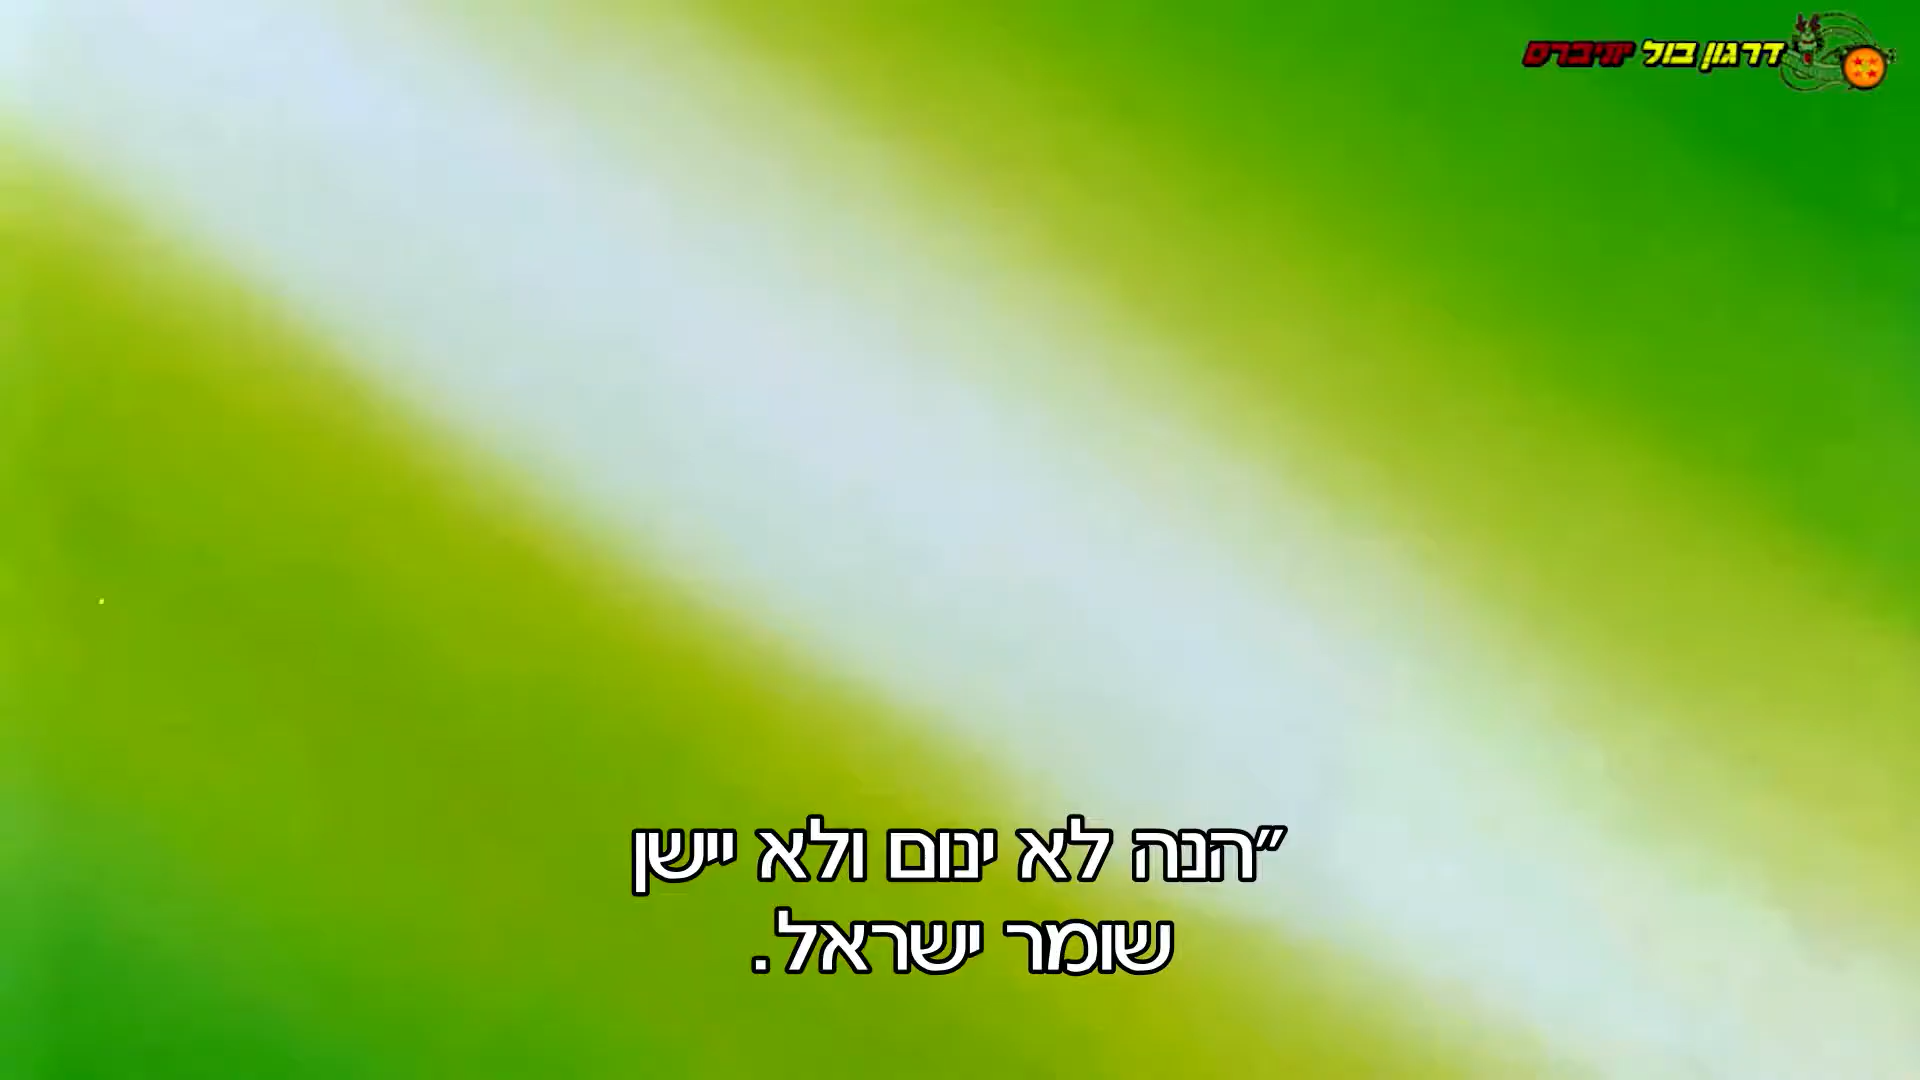 דרגון בול יוניברס
"הנה לא ינום ולא יישן
שומר ישראל.